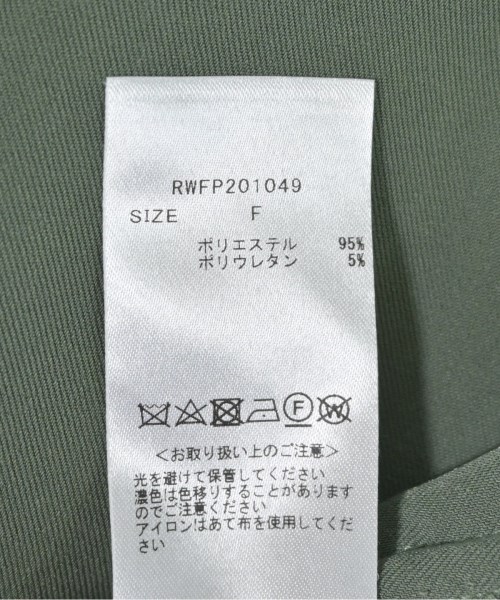 RWFP201049
SIZE F
ポリエステル 95%
ポリウレタン 5%
F W
<お取り扱い上のご注意>
光を避けて保管してください
濃色は色移りすることがあります
のでご注意ください
アイロンはあて布を使用してくだ
さい